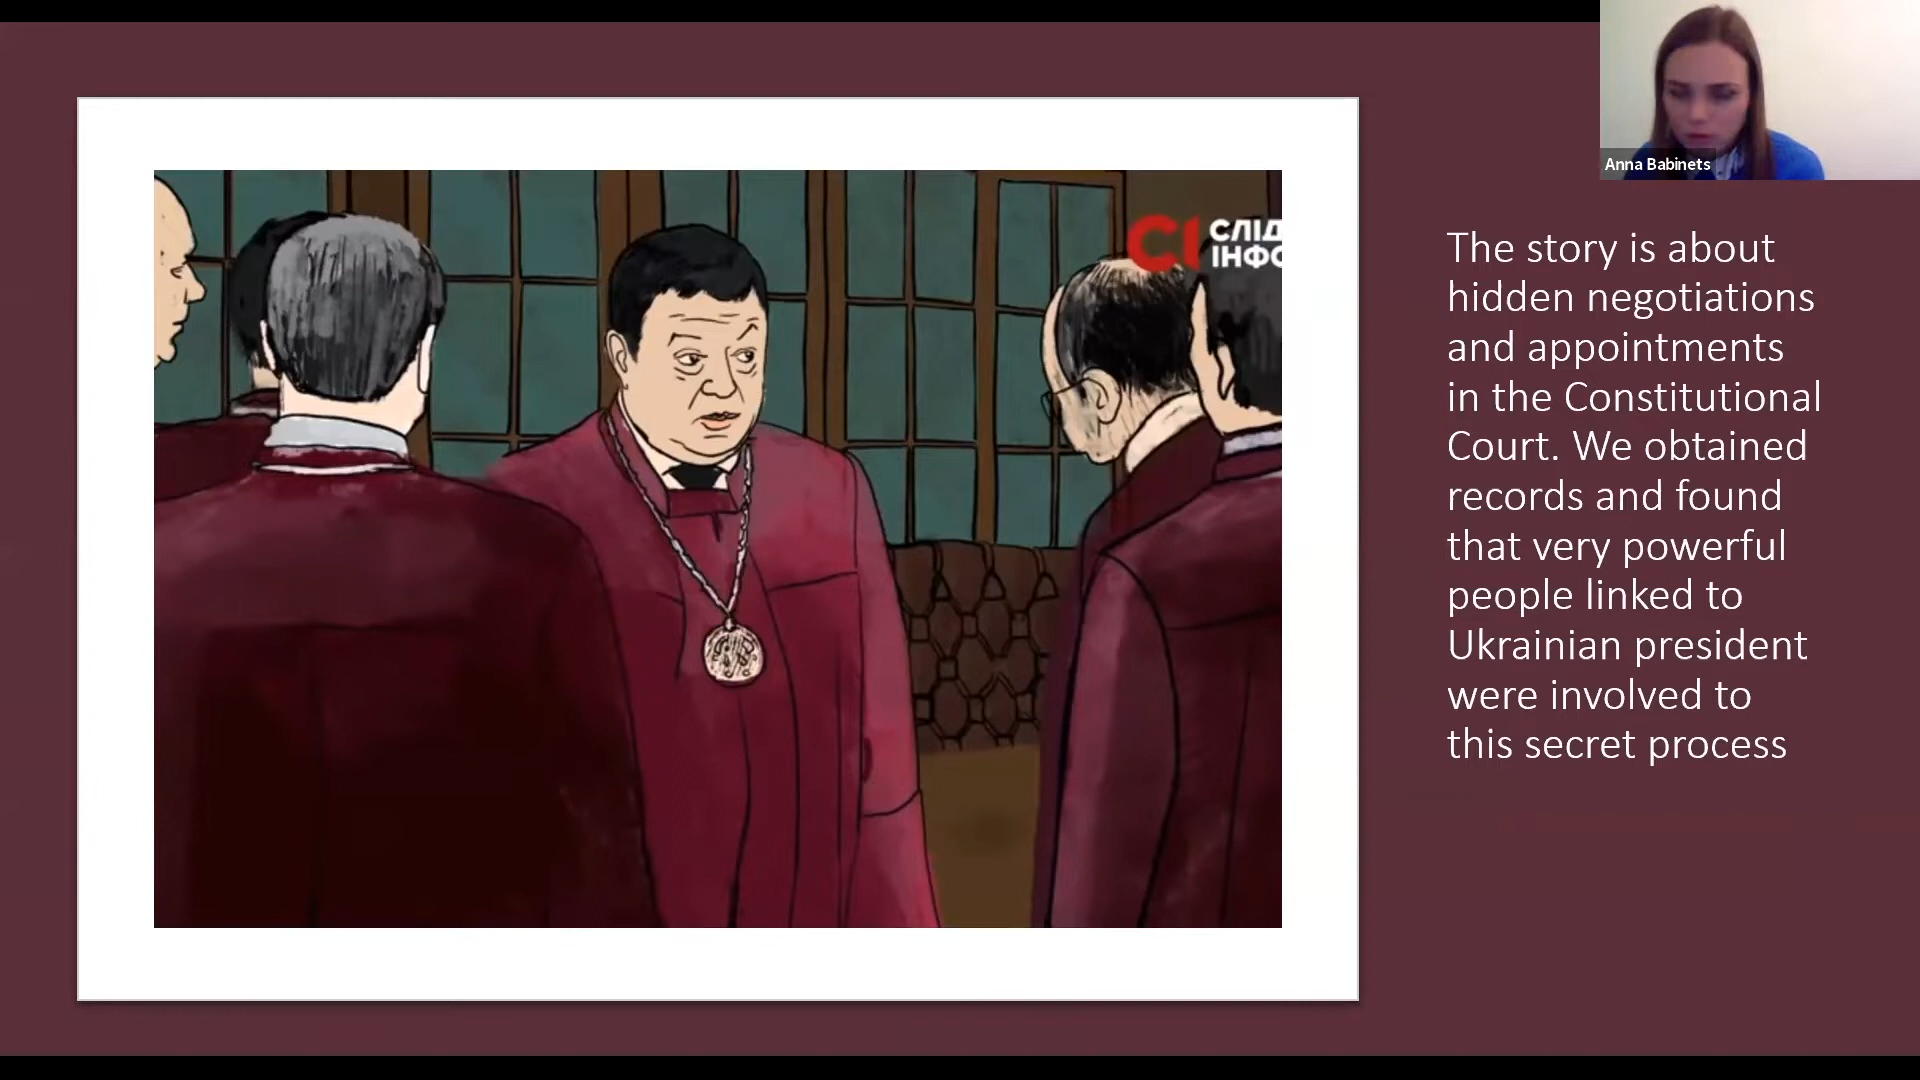 Anna Babinets
СІ СЛІД
ІНФО
The story is about
hidden negotiations
and appointments
in the Constitutional
Court. We obtained
records and found
that very powerful
people linked to
Ukrainian president
were involved to
this secret process